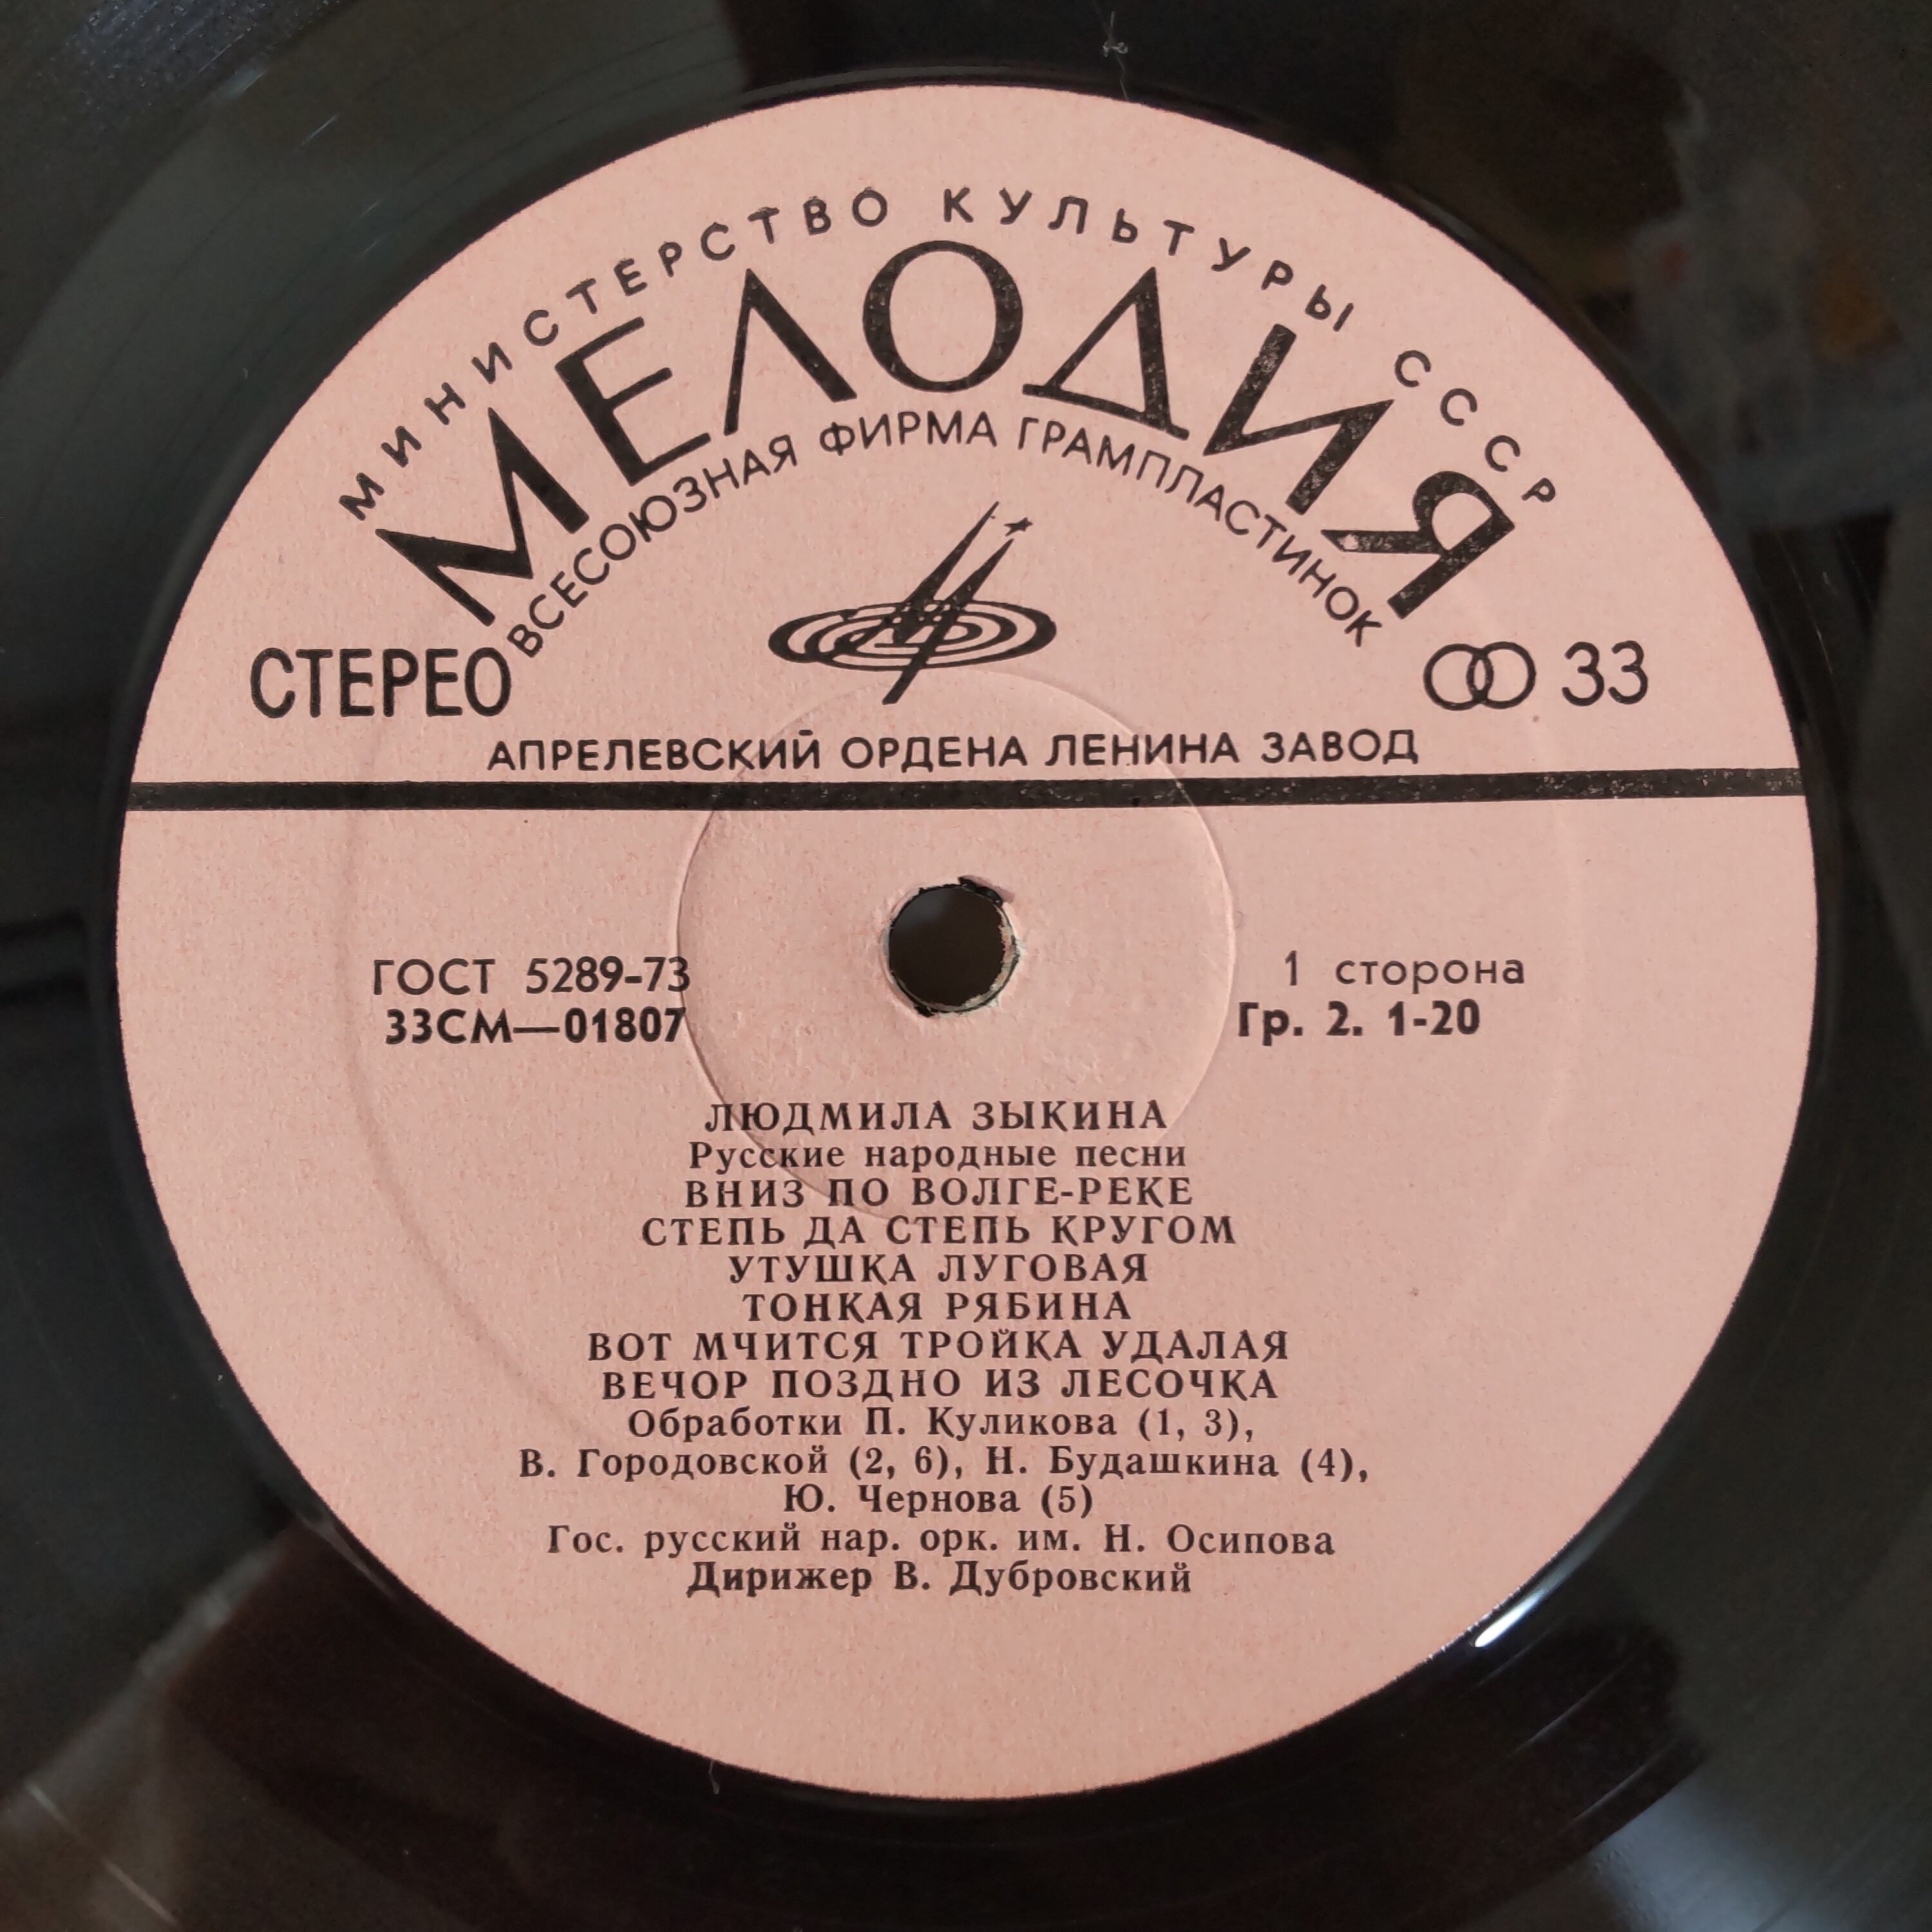 МИНИСТЕРСТВО КУЛЬТУРЫ СССР
МЕЛОДИЯ
ВСЕСОЮЗНАЯ ФИРМА ГРАМПЛАСТИНОК
СТЕРЕО
33
АПРЕЛЕВСКИЙ ОРДЕНА ЛЕНИНА ЗАВОД
ГОСТ 5289-73
33СМ—01807
1 сторона
Гр. 2. 1-20
ЛЮДМИЛА ЗЫКИНА
Русские народные песни
ВНИЗ ПО ВОЛГЕ-РЕКЕ
СТЕПЬ ДА СТЕПЬ КРУГОМ
УТУШКА ЛУГОВАЯ
ТОНКАЯ РЯБИНА
ВОТ МЧИТСЯ ТРОЙКА УДАЛАЯ
ВЕЧОР ПОЗДНО ИЗ ЛЕСОЧКА
Обработки П. Куликова (1, 3),
В. Городовской (2, 6), Н. Будашкина (4),
Ю. Чернова (5)
Гос. русский нар. орк. им. Н. Осипова
Дирижер В. Дубровский